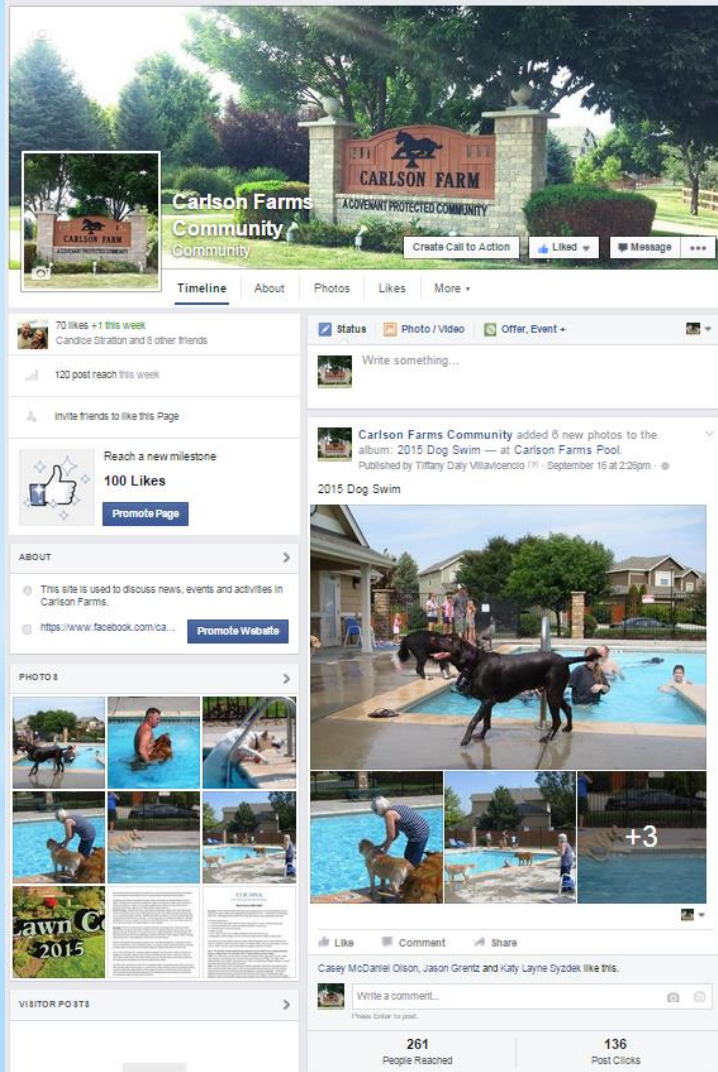 CARLSON FARM
A COVENANT PROTECTED COMMUNITY
CARLSON FARM
A COVENANT PROTECTED COMMUNITY
Carlson Farms
Community
Community
Create Call to Action
Liked
Message
Timeline
About
Photos
Likes
More
70 likes +1 this week
Candice Stratton and 8 other friends
120 post reach this week
Invite friends to like this Page
Reach a new milestone
100 Likes
Promote Page
ABOUT
This site is used to discuss news, events and activities in
Carlson Farms.
https://www.facebook.com/ca...
Promote Website
PHOTOS
Lawn Co
2015
VISITOR POSTS
Status
Photo / Video
Offer, Event +
Write something...
Carlson Farms Community added 6 new photos to the
album: 2015 Dog Swim — at Carlson Farms Pool.
Published by Tiffany Daly Villavicencio [?] · September 16 at 2:26pm ·
2015 Dog Swim
+3
Like
Comment
Share
Casey McDaniel Olson, Jason Grentz and Katy Layne Syzdek like this.
Write a comment...
Press Enter to post.
261
People Reached
136
Post Clicks